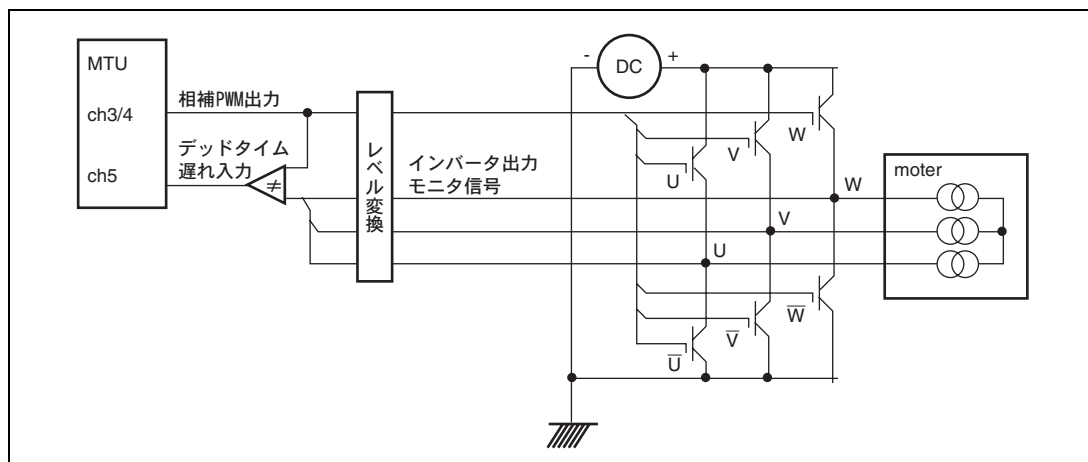 MTU
ch3/4
ch5
相補PWM出力
デッドタイム
遅れ入力
≠
レベル変換
インバータ出力
モニタ信号
-
DC
+
W
V
U
W
V
U
W̅
V̅
U̅
moter